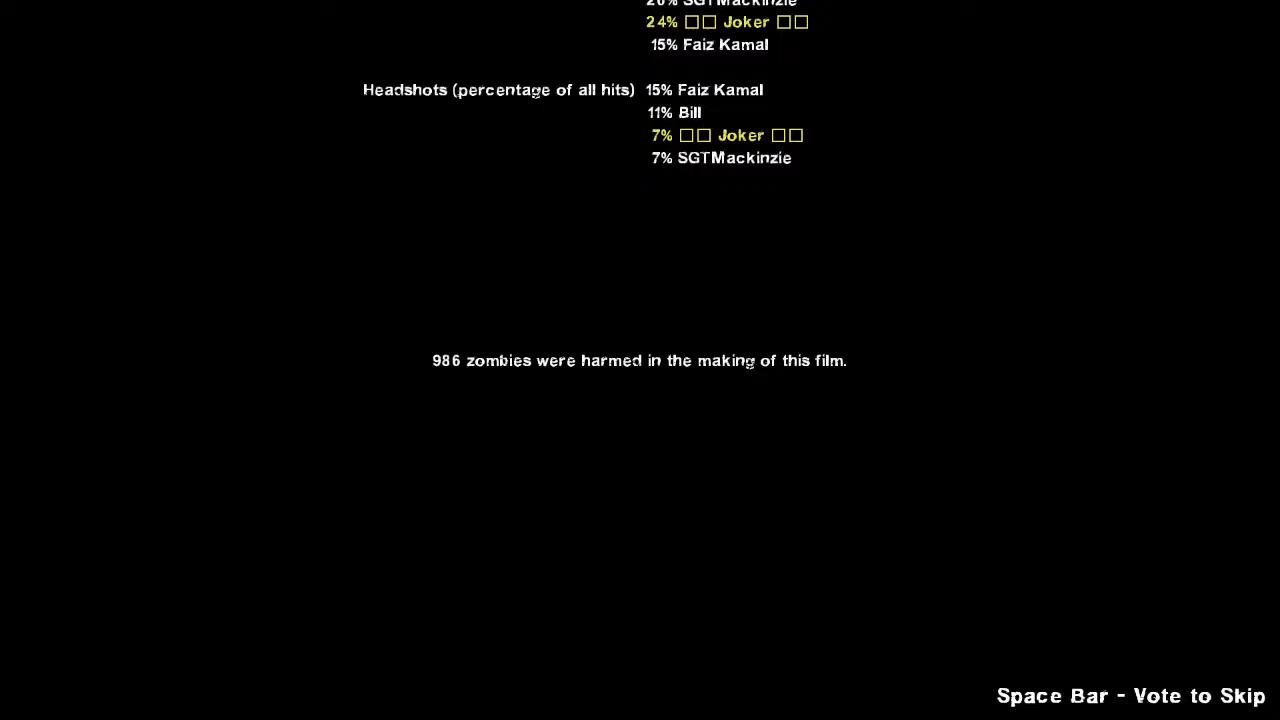 SGTMackinzie
24% □□ Joker □□
15% Faiz Kamal
Headshots (percentage of all hits) 15% Faiz Kamal
11% Bill
7% □□ Joker □□
7% SGTMackinzie
986 zombies were harmed in the making of this film.
Space Bar - Vote to Skip